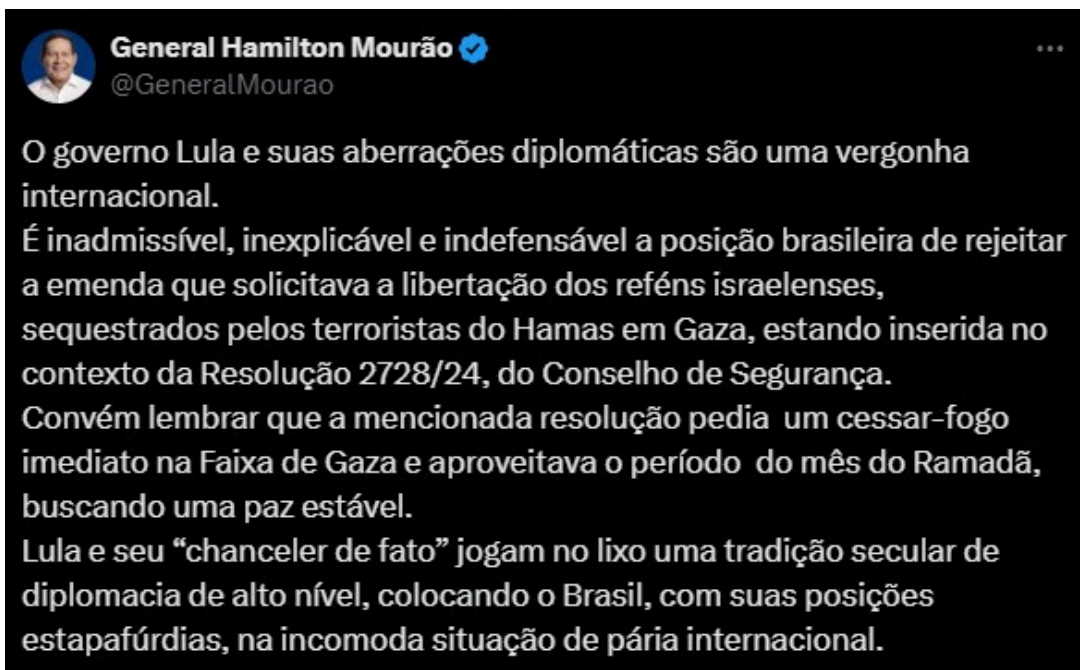 General Hamilton Mourão
@GeneralMourao
O governo Lula e suas aberrações diplomáticas são uma vergonha
internacional.
É inadmissível, inexplicável e indefensável a posição brasileira de rejeitar
a emenda que solicitava a libertação dos reféns israelenses,
sequestrados pelos terroristas do Hamas em Gaza, estando inserida no
contexto da Resolução 2728/24, do Conselho de Segurança.
Convém lembrar que a mencionada resolução pedia  um cessar-fogo
imediato na Faixa de Gaza e aproveitava o período  do mês do Ramadã,
buscando uma paz estável.
Lula e seu “chanceler de fato” jogam no lixo uma tradição secular de
diplomacia de alto nível, colocando o Brasil, com suas posições
estapafúrdias, na incomoda situação de pária internacional.